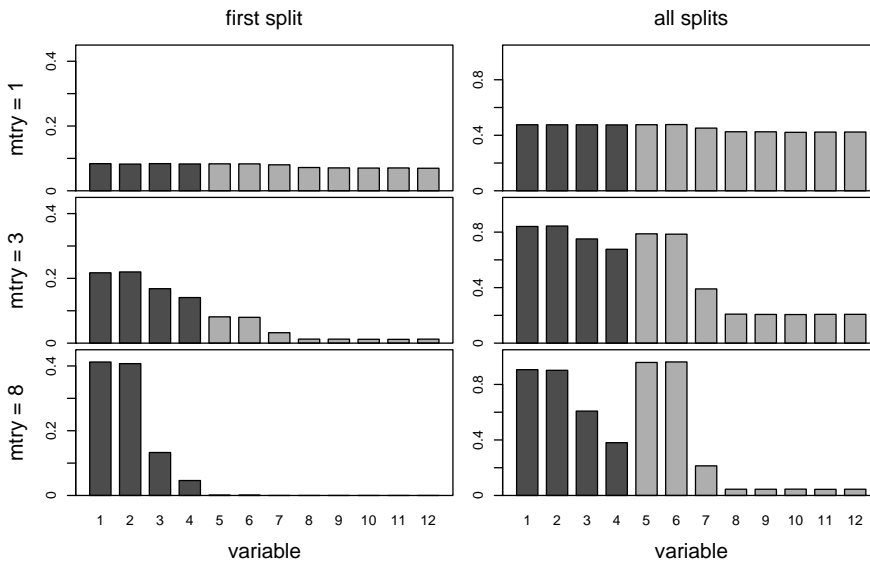 first split
all splits
mtry = 1
0 0.2 0.4
0 0.4 0.8
mtry = 3
0 0.2 0.4
0 0.4 0.8
mtry = 8
0 0.2 0.4
0 0.4 0.8
1 2 3 4 5 6 7 8 9 10 11 12
1 2 3 4 5 6 7 8 9 10 11 12
variable
variable